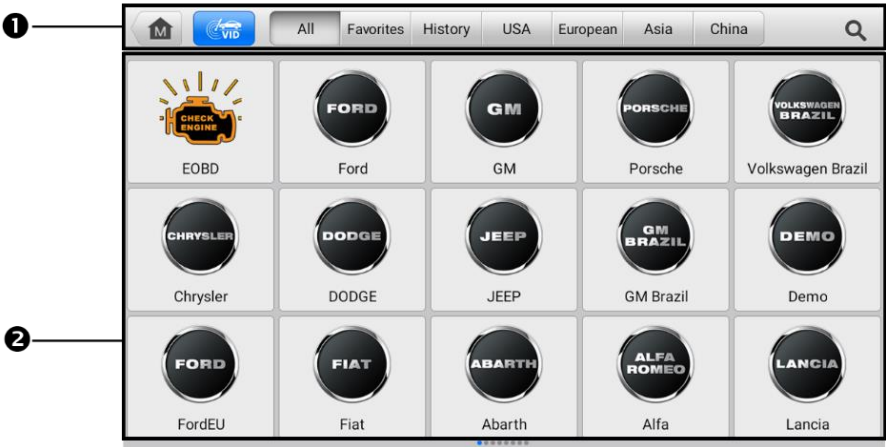 ❶
M
VID
All Favorites History USA European Asia China
CHECK
ENGINE
FORD
GM
PORSCHE
VOLKSWAGEN
BRAZIL
EOBD Ford GM Porsche Volkswagen Brazil
CHRYSLER
DODGE
JEEP
GM
BRAZIL
DEMO
Chrysler DODGE JEEP GM Brazil Demo
❷
FORD
FIAT
ABARTH
ALFA
ROMEO
LANCIA
FordEU Fiat Abarth Alfa Lancia